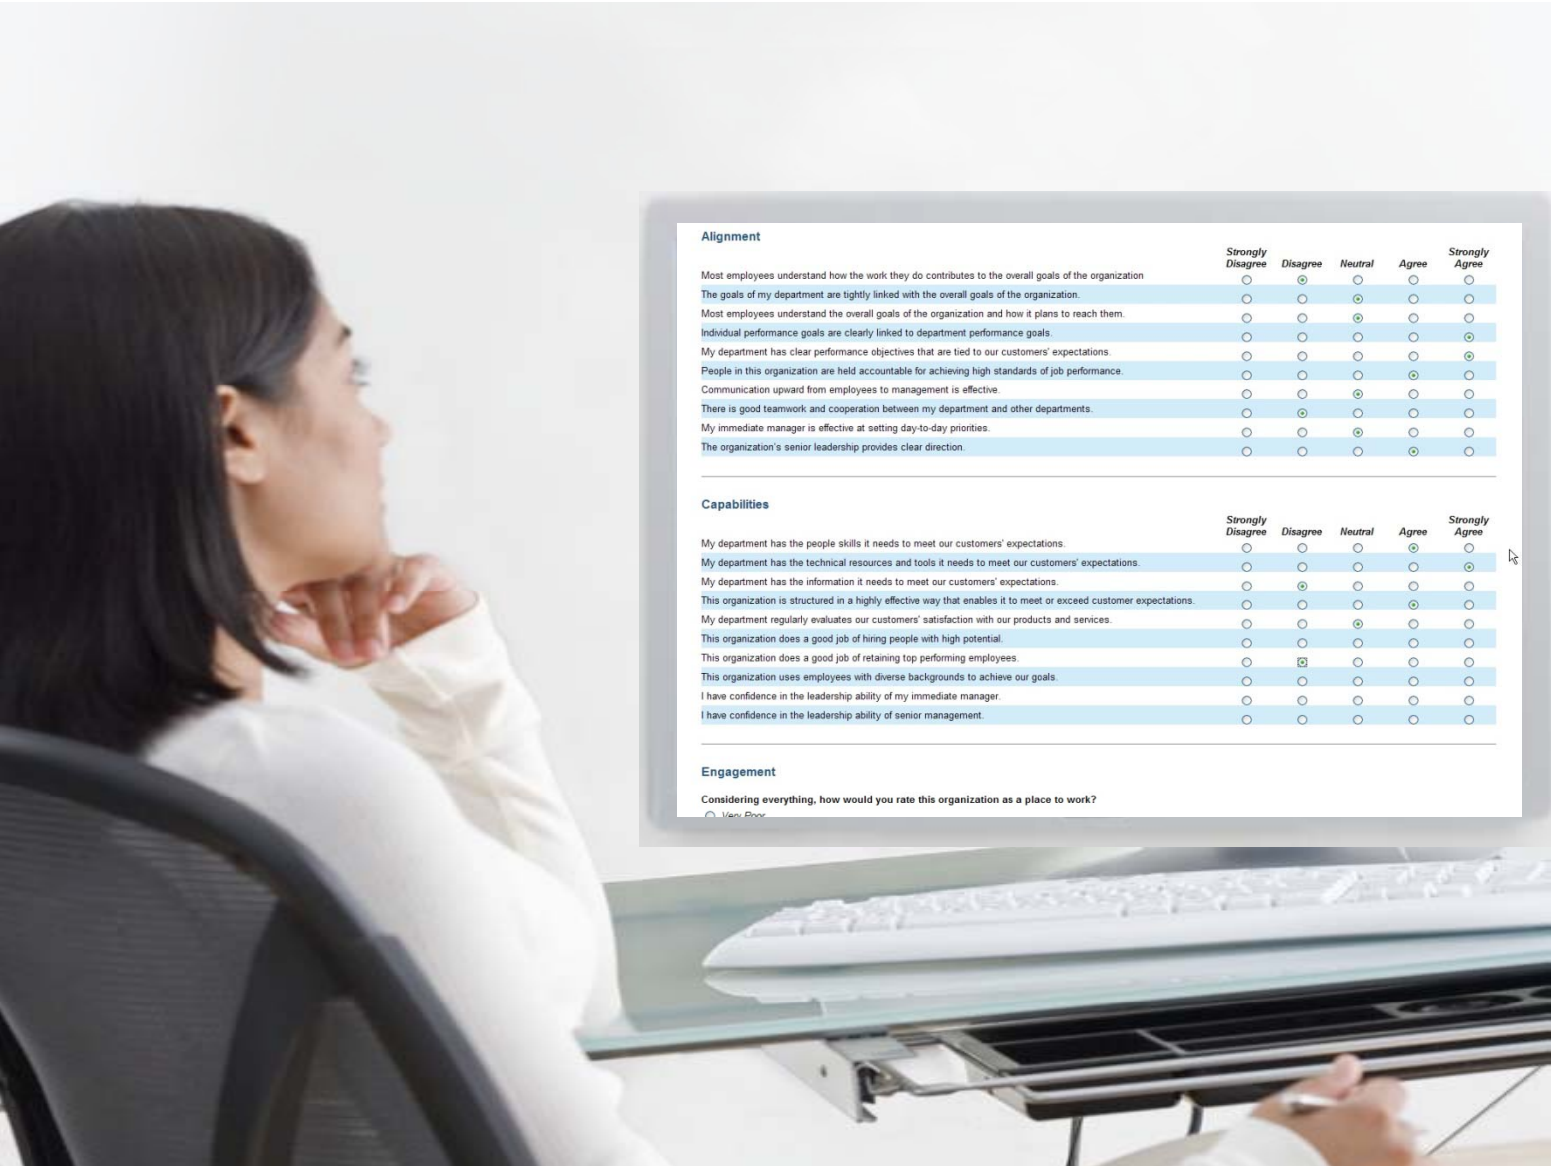 Alignment
Strongly Disagree Disagree Neutral Agree Strongly Agree
Most employees understand how the work they do contributes to the overall goals of the organization
The goals of my department are tightly linked with the overall goals of the organization.
Most employees understand the overall goals of the organization and how it plans to reach them.
Individual performance goals are clearly linked to department performance goals.
My department has clear performance objectives that are tied to our customers' expectations.
People in this organization are held accountable for achieving high standards of job performance.
Communication upward from employees to management is effective.
There is good teamwork and cooperation between my department and other departments.
My immediate manager is effective at setting day-to-day priorities.
The organization's senior leadership provides clear direction.
Capabilities
Strongly Disagree Disagree Neutral Agree Strongly Agree
My department has the people skills it needs to meet our customers' expectations.
My department has the technical resources and tools it needs to meet our customers' expectations.
My department has the information it needs to meet our customers' expectations.
This organization is structured in a highly effective way that enables it to meet or exceed customer expectations.
My department regularly evaluates our customers' satisfaction with our products and services.
This organization does a good job of hiring people with high potential.
This organization does a good job of retaining top performing employees.
This organization uses employees with diverse backgrounds to achieve our goals.
I have confidence in the leadership ability of my immediate manager.
I have confidence in the leadership ability of senior management.
Engagement
Considering everything, how would you rate this organization as a place to work?
Very Poor